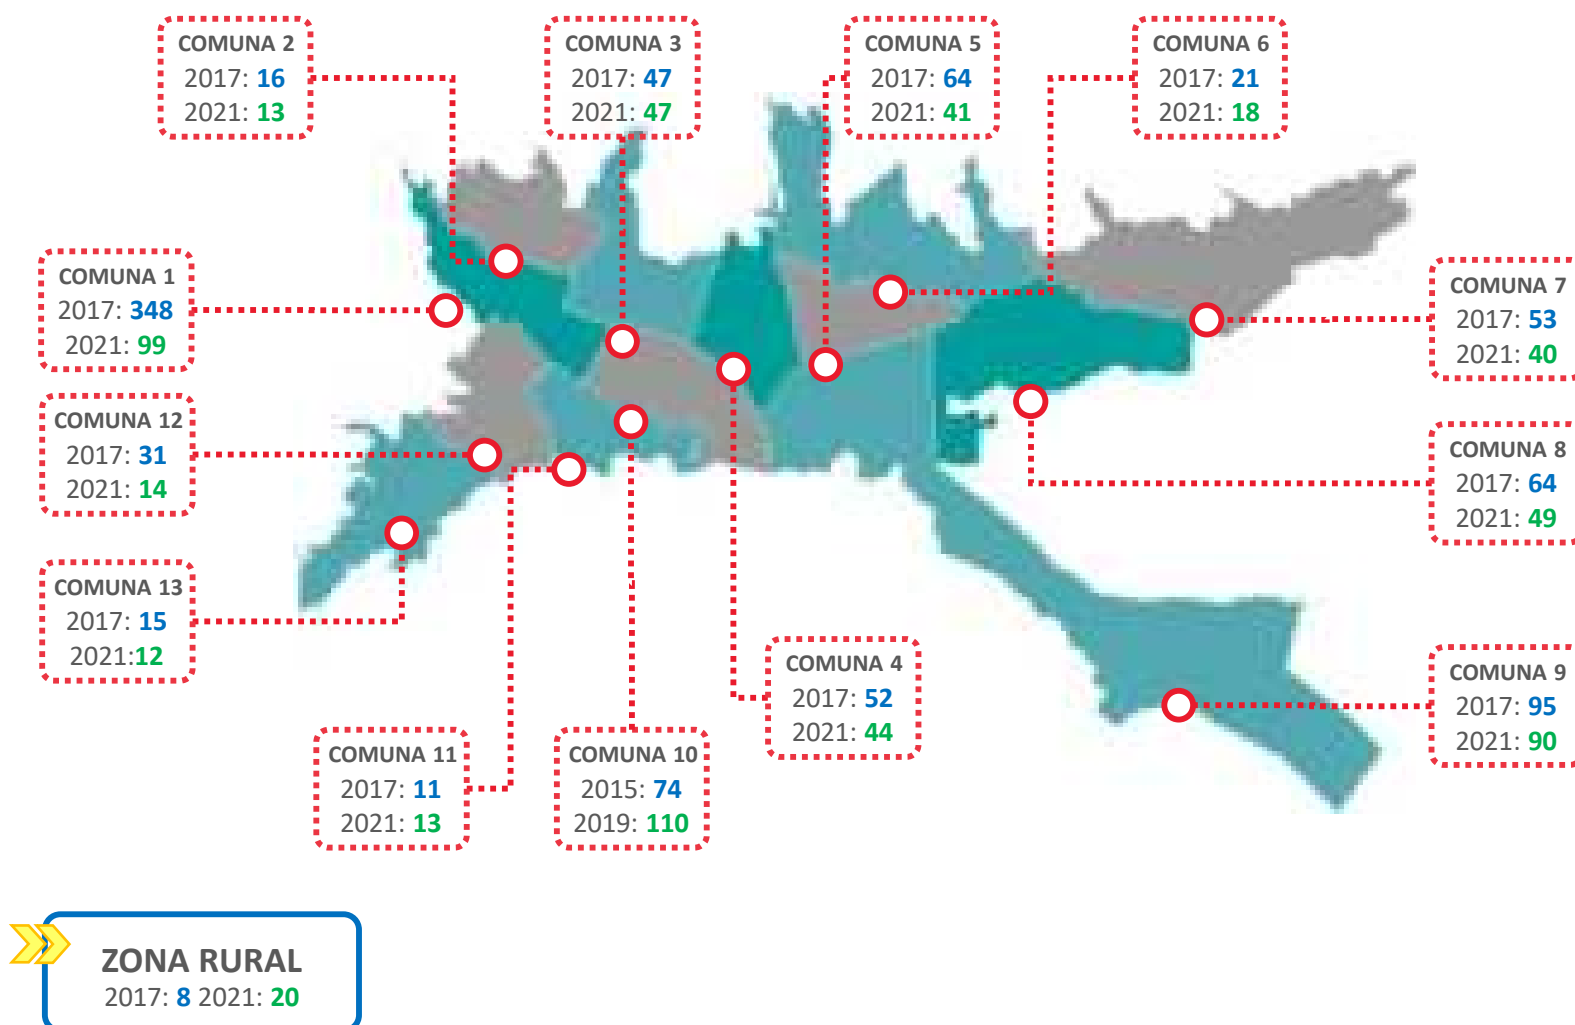 COMUNA 2
2017: 16
2021: 13
COMUNA 3
2017: 47
2021: 47
COMUNA 5
2017: 64
2021: 41
COMUNA 6
2017: 21
2021: 18
COMUNA 1
2017: 348
2021: 99
COMUNA 7
2017: 53
2021: 40
COMUNA 12
2017: 31
2021: 14
COMUNA 8
2017: 64
2021: 49
COMUNA 13
2017: 15
2021:12
COMUNA 4
2017: 52
2021: 44
COMUNA 9
2017: 95
2021: 90
COMUNA 11
2017: 11
2021: 13
COMUNA 10
2015: 74
2019: 110
ZONA RURAL
2017: 8 2021: 20